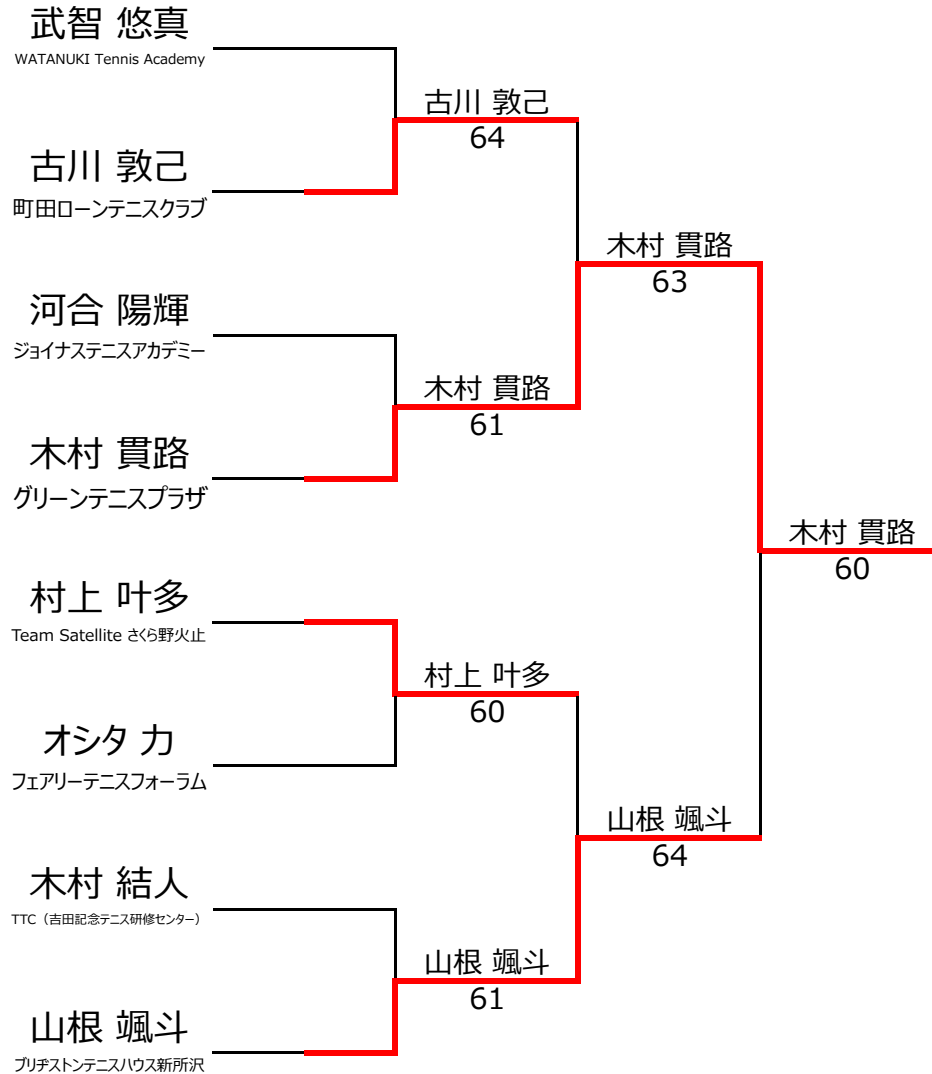 武智 悠真
WATANUKI Tennis Academy
古川 敦己
64
古川 敦己
町田ローンテニスクラブ
木村 貫路
63
河合 陽輝
ジョイナステニスアカデミー
木村 貫路
61
木村 貫路
グリーンテニスプラザ
木村 貫路
60
村上 叶多
Team Satellite さくら野火止
村上 叶多
60
オシタ 力
フェアリーテニスフォーラム
山根 颯斗
64
木村 結人
TTC（吉田記念テニス研修センター）
山根 颯斗
61
山根 颯斗
ブリヂストンテニスハウス新所沢